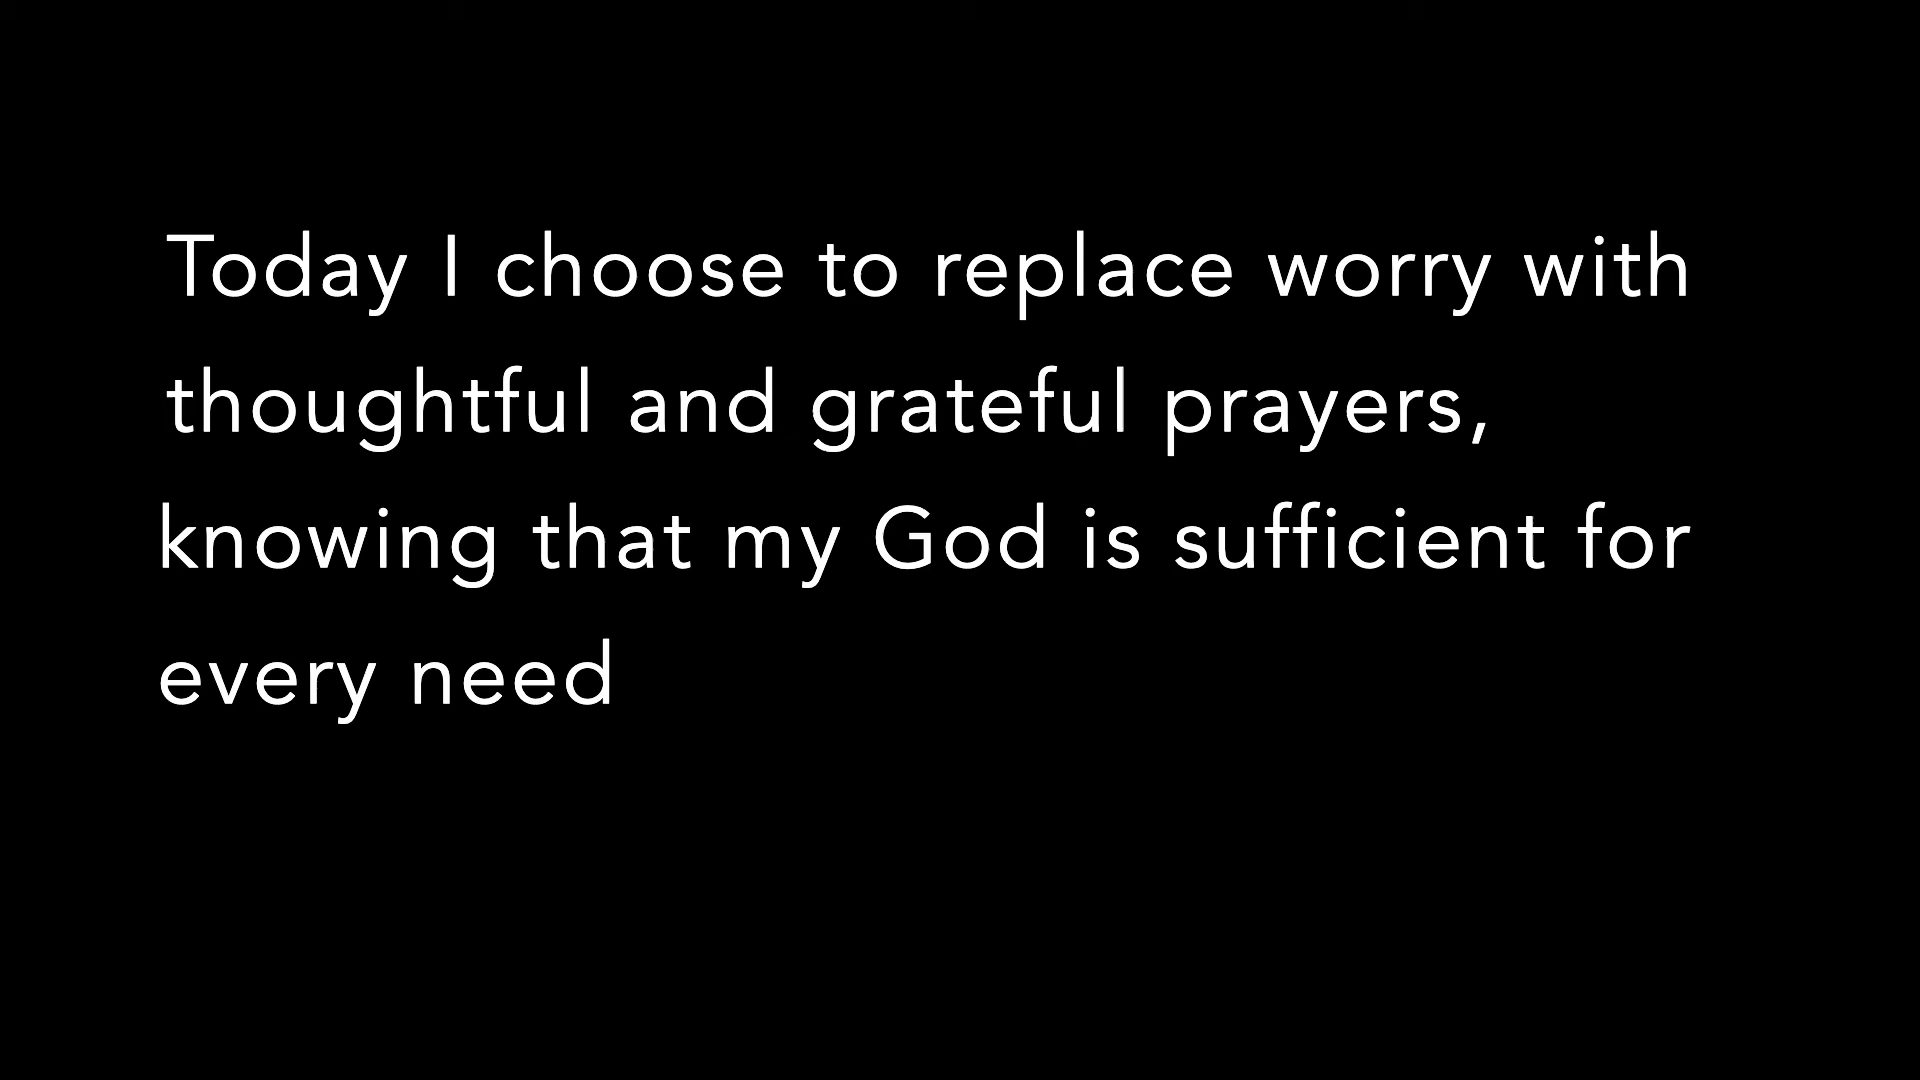 Today I choose to replace worry with
thoughtful and grateful prayers,
knowing that my God is sufficient for
every need